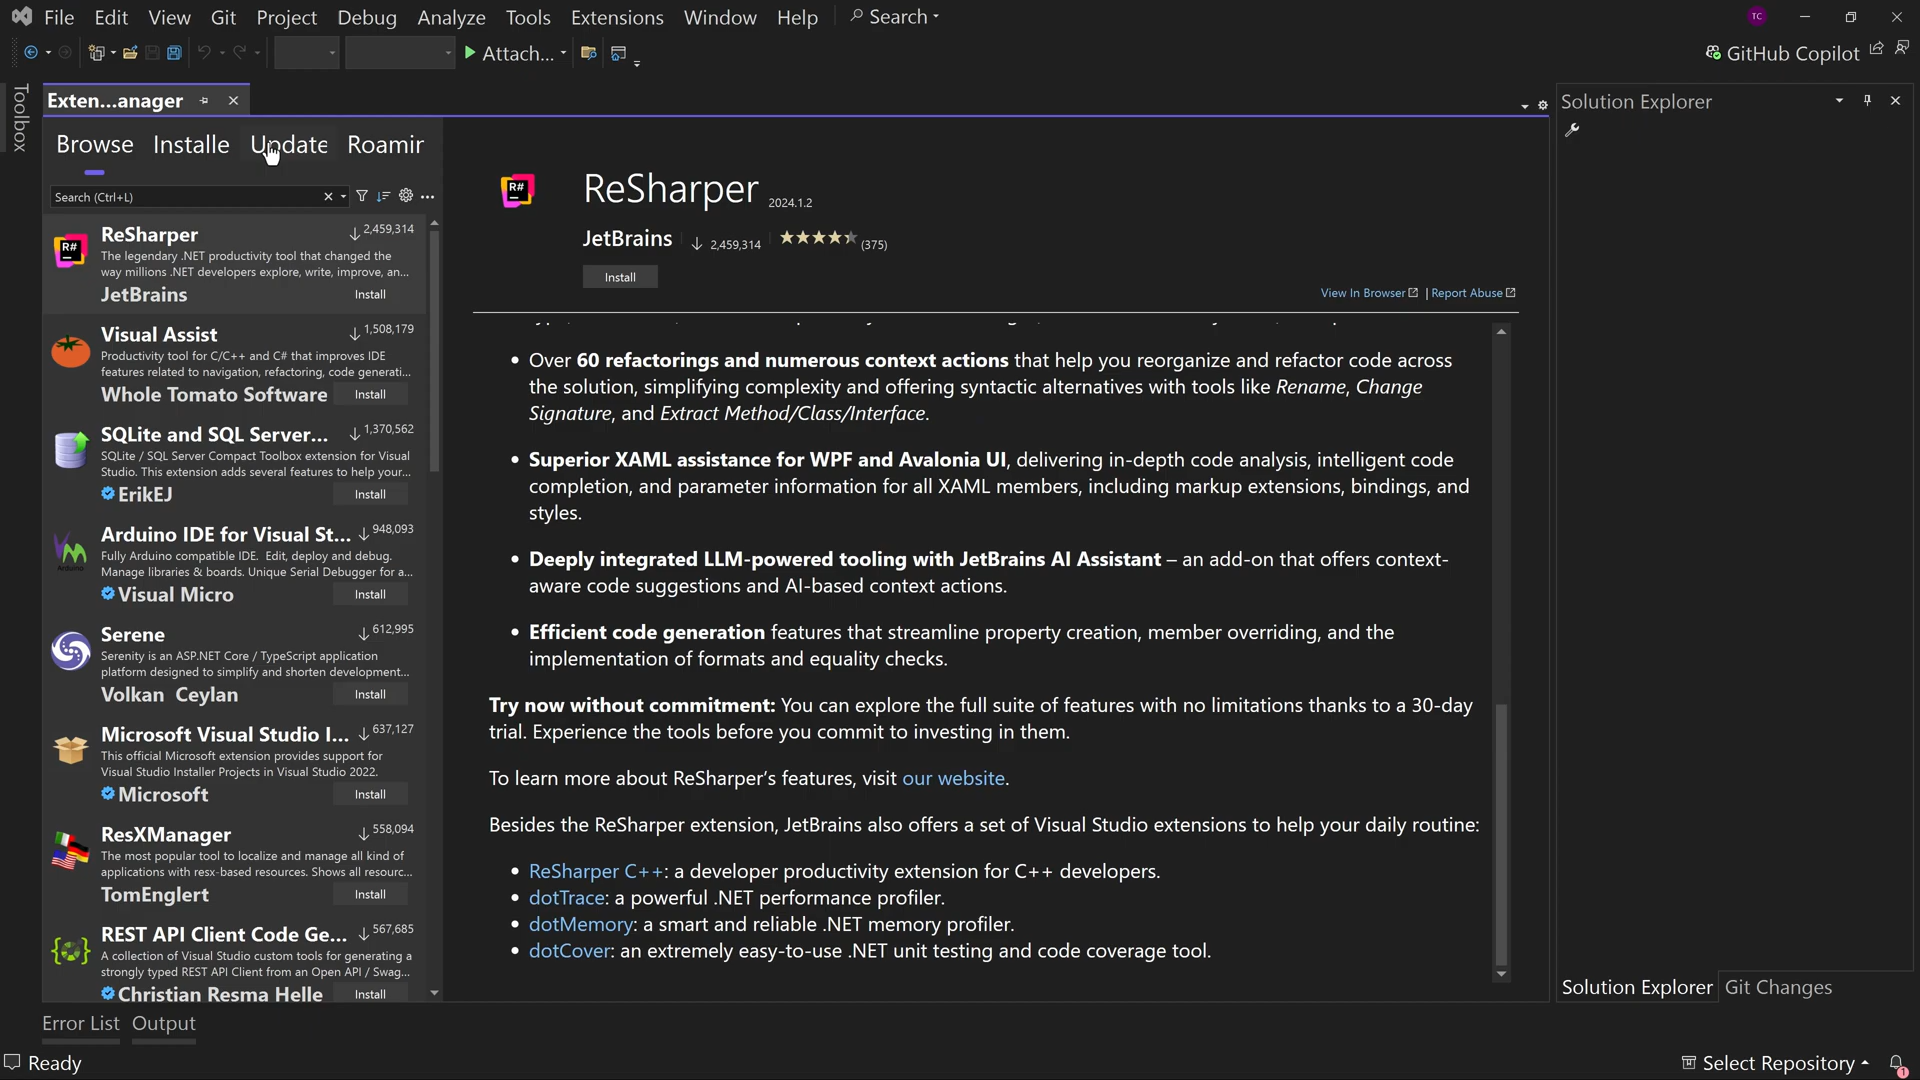 File Edit View Git Project Debug Analyze Tools Extensions Window Help Search TC
Attach... GitHub Copilot
Toolbox
Exten...anager
Solution Explorer
Browse Installe Update Roamir
Search (Ctrl+L)
ReSharper 2,459,314
The legendary .NET productivity tool that changed the
way millions .NET developers explore, write, improve, an...
JetBrains Install
Visual Assist 1,508,179
Productivity tool for C/C++ and C# that improves IDE
features related to navigation, refactoring, code generati...
Whole Tomato Software Install
SQLite and SQL Server... 1,370,562
SQLite / SQL Server Compact Toolbox extension for Visual
Studio. This extension adds several features to help your...
ErikEJ Install
Arduino IDE for Visual St... 948,093
Fully Arduino compatible IDE. Edit, deploy and debug.
Manage libraries & boards. Unique Serial Debugger for a...
Visual Micro Install
Serene 612,995
Serenity is an ASP.NET Core / TypeScript application
platform designed to simplify and shorten development...
Volkan Ceylan Install
Microsoft Visual Studio I... 637,127
This official Microsoft extension provides support for
Visual Studio Installer Projects in Visual Studio 2022.
Microsoft Install
ResXManager 558,094
The most popular tool to localize and manage all kind of
applications with resx-based resources. Shows all resourc...
TomEnglert Install
REST API Client Code Ge... 567,685
A collection of Visual Studio custom tools for generating a
strongly typed REST API Client from an Open API / Swag...
Christian Resma Helle Install
R#
ReSharper 2024.1.2
JetBrains 2,459,314 (375)
Install
View In Browser | Report Abuse
• Over 60 refactorings and numerous context actions that help you reorganize and refactor code across
the solution, simplifying complexity and offering syntactic alternatives with tools like Rename, Change
Signature, and Extract Method/Class/Interface.
• Superior XAML assistance for WPF and Avalonia UI, delivering in-depth code analysis, intelligent code
completion, and parameter information for all XAML members, including markup extensions, bindings, and
styles.
• Deeply integrated LLM-powered tooling with JetBrains AI Assistant – an add-on that offers context-
aware code suggestions and AI-based context actions.
• Efficient code generation features that streamline property creation, member overriding, and the
implementation of formats and equality checks.
Try now without commitment: You can explore the full suite of features with no limitations thanks to a 30-day
trial. Experience the tools before you commit to investing in them.
To learn more about ReSharper's features, visit our website.
Besides the ReSharper extension, JetBrains also offers a set of Visual Studio extensions to help your daily routine:
• ReSharper C++: a developer productivity extension for C++ developers.
• dotTrace: a powerful .NET performance profiler.
• dotMemory: a smart and reliable .NET memory profiler.
• dotCover: an extremely easy-to-use .NET unit testing and code coverage tool.
Solution Explorer Git Changes
Error List Output
Ready Select Repository 1